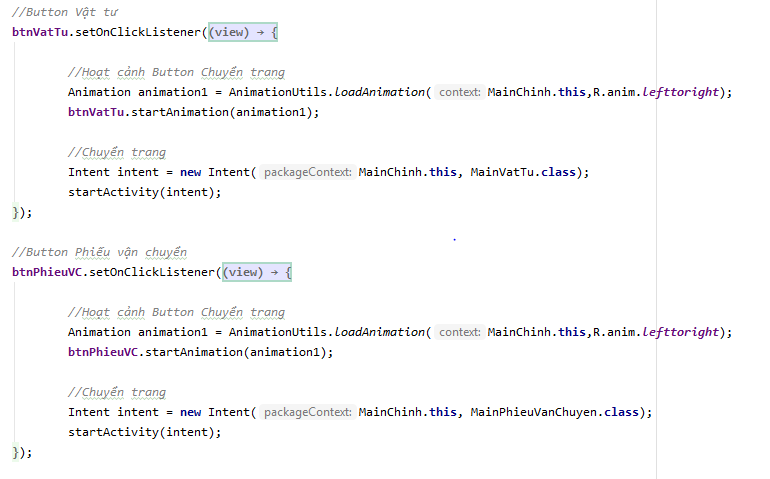 //Button Vật tư
btnVatTu.setOnClickListener((view) → {
//Hoạt cảnh Button Chuyển trang
Animation animation1 = AnimationUtils.loadAnimation( context: MainChinh.this,R.anim.lefttoright);
btnVatTu.startAnimation(animation1);
//Chuyển trang
Intent intent = new Intent( packageContext: MainChinh.this, MainVatTu.class);
startActivity(intent);
});
//Button Phiếu vận chuyển
btnPhieuVC.setOnClickListener((view) → {
//Hoạt cảnh Button Chuyển trang
Animation animation1 = AnimationUtils.loadAnimation( context: MainChinh.this,R.anim.lefttoright);
btnPhieuVC.startAnimation(animation1);
//Chuyển trang
Intent intent = new Intent( packageContext: MainChinh.this, MainPhieuVanChuyen.class);
startActivity(intent);
});